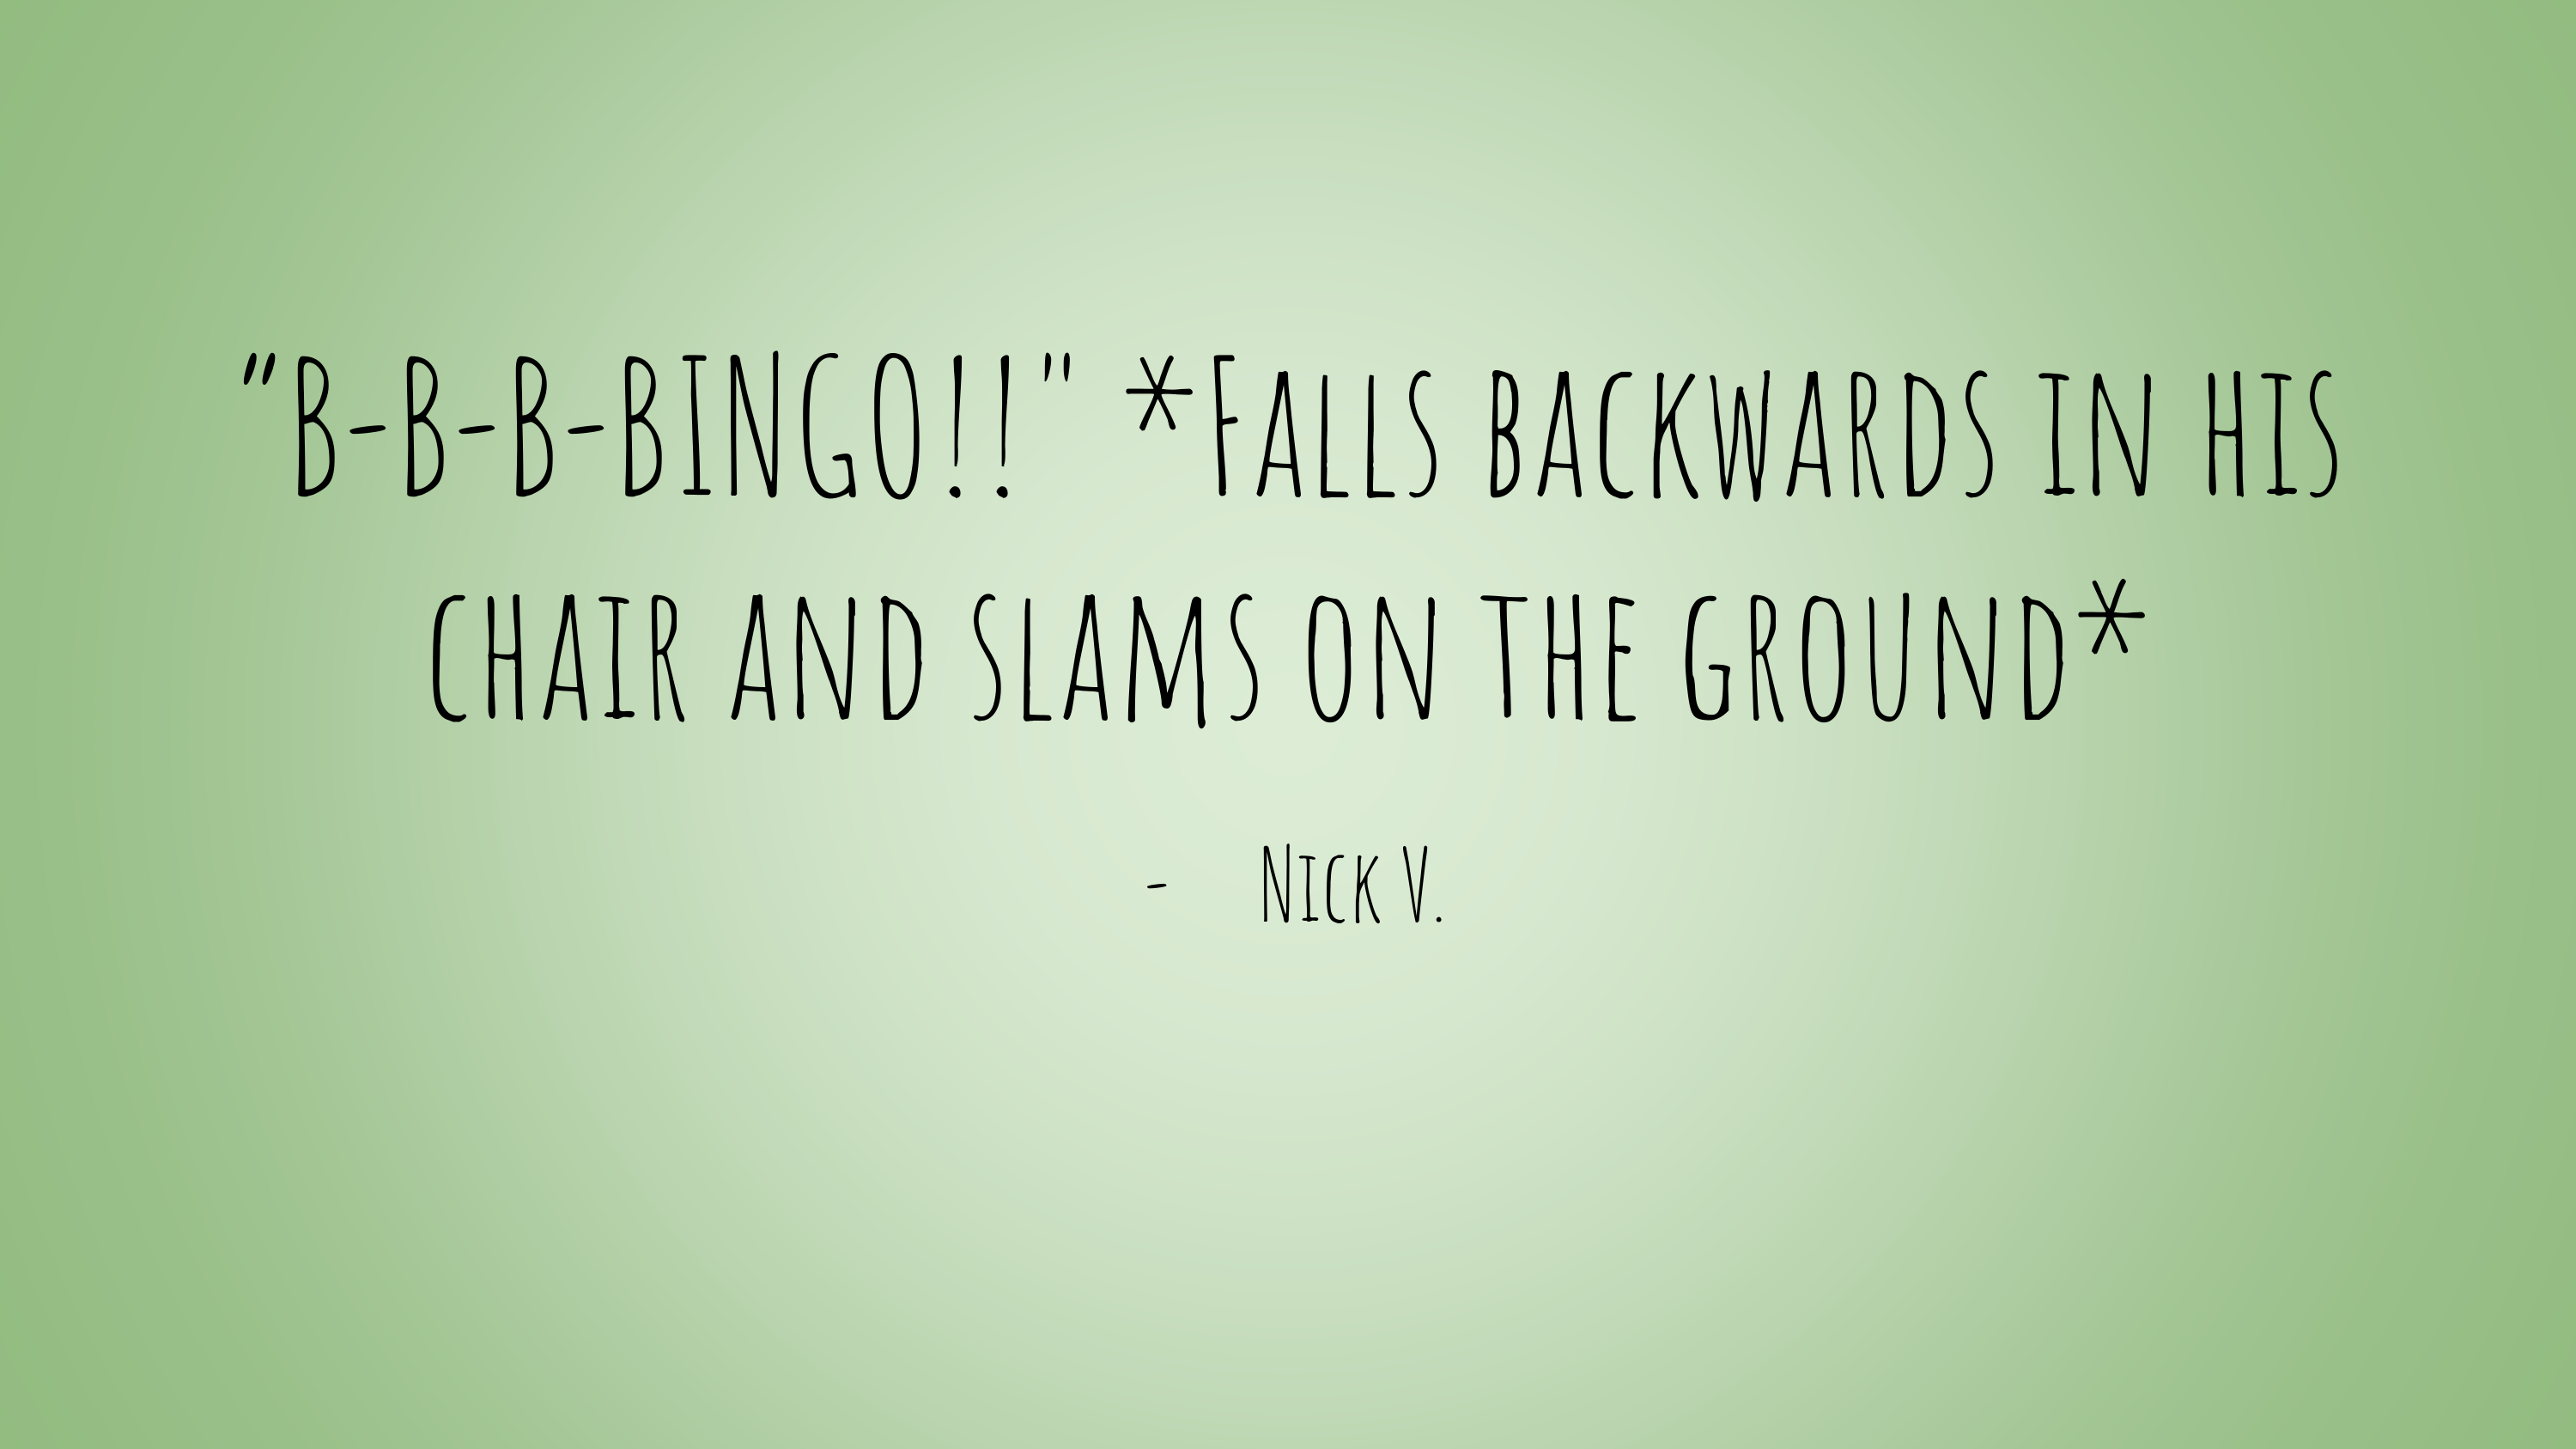 "B-B-B-BINGO!!" *Falls backwards in his
chair and slams on the ground*
- Nick V.